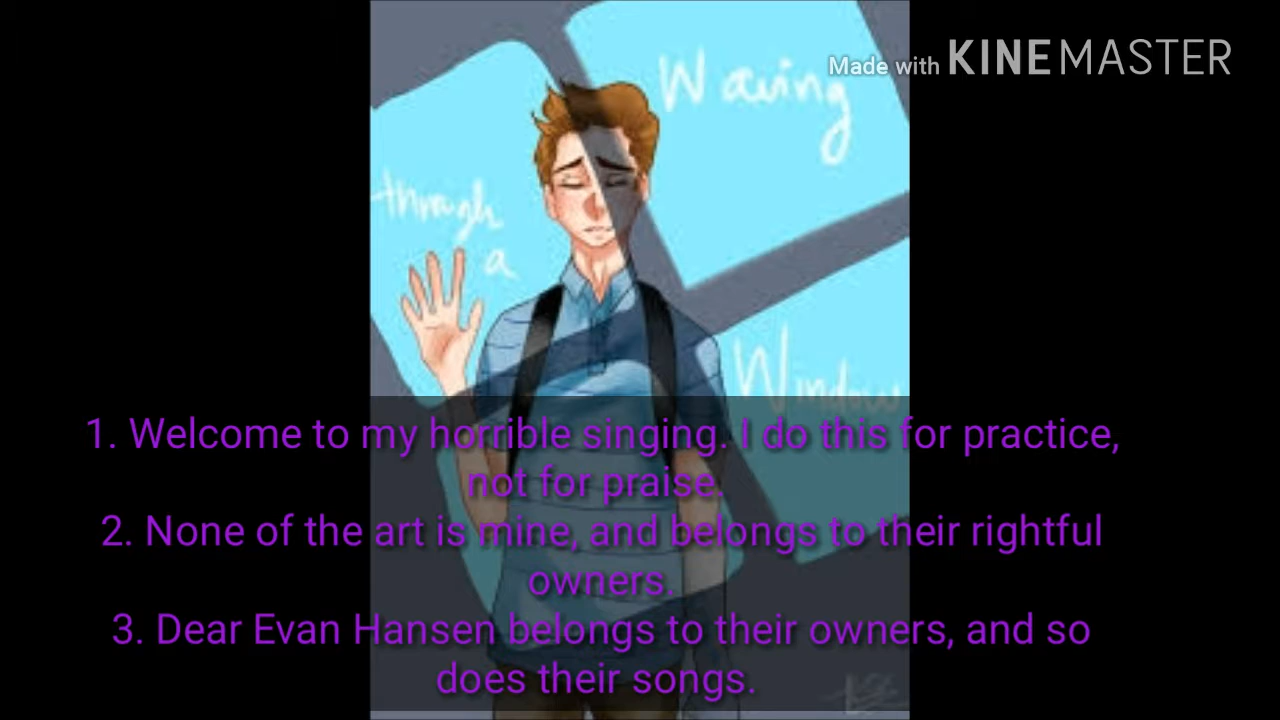 Made with KINEMASTER
Waving
through
a
Window
1. Welcome to my horrible singing. I do this for practice,
not for praise.
2. None of the art is mine, and belongs to their rightful
owners.
3. Dear Evan Hansen belongs to their owners, and so
does their songs.